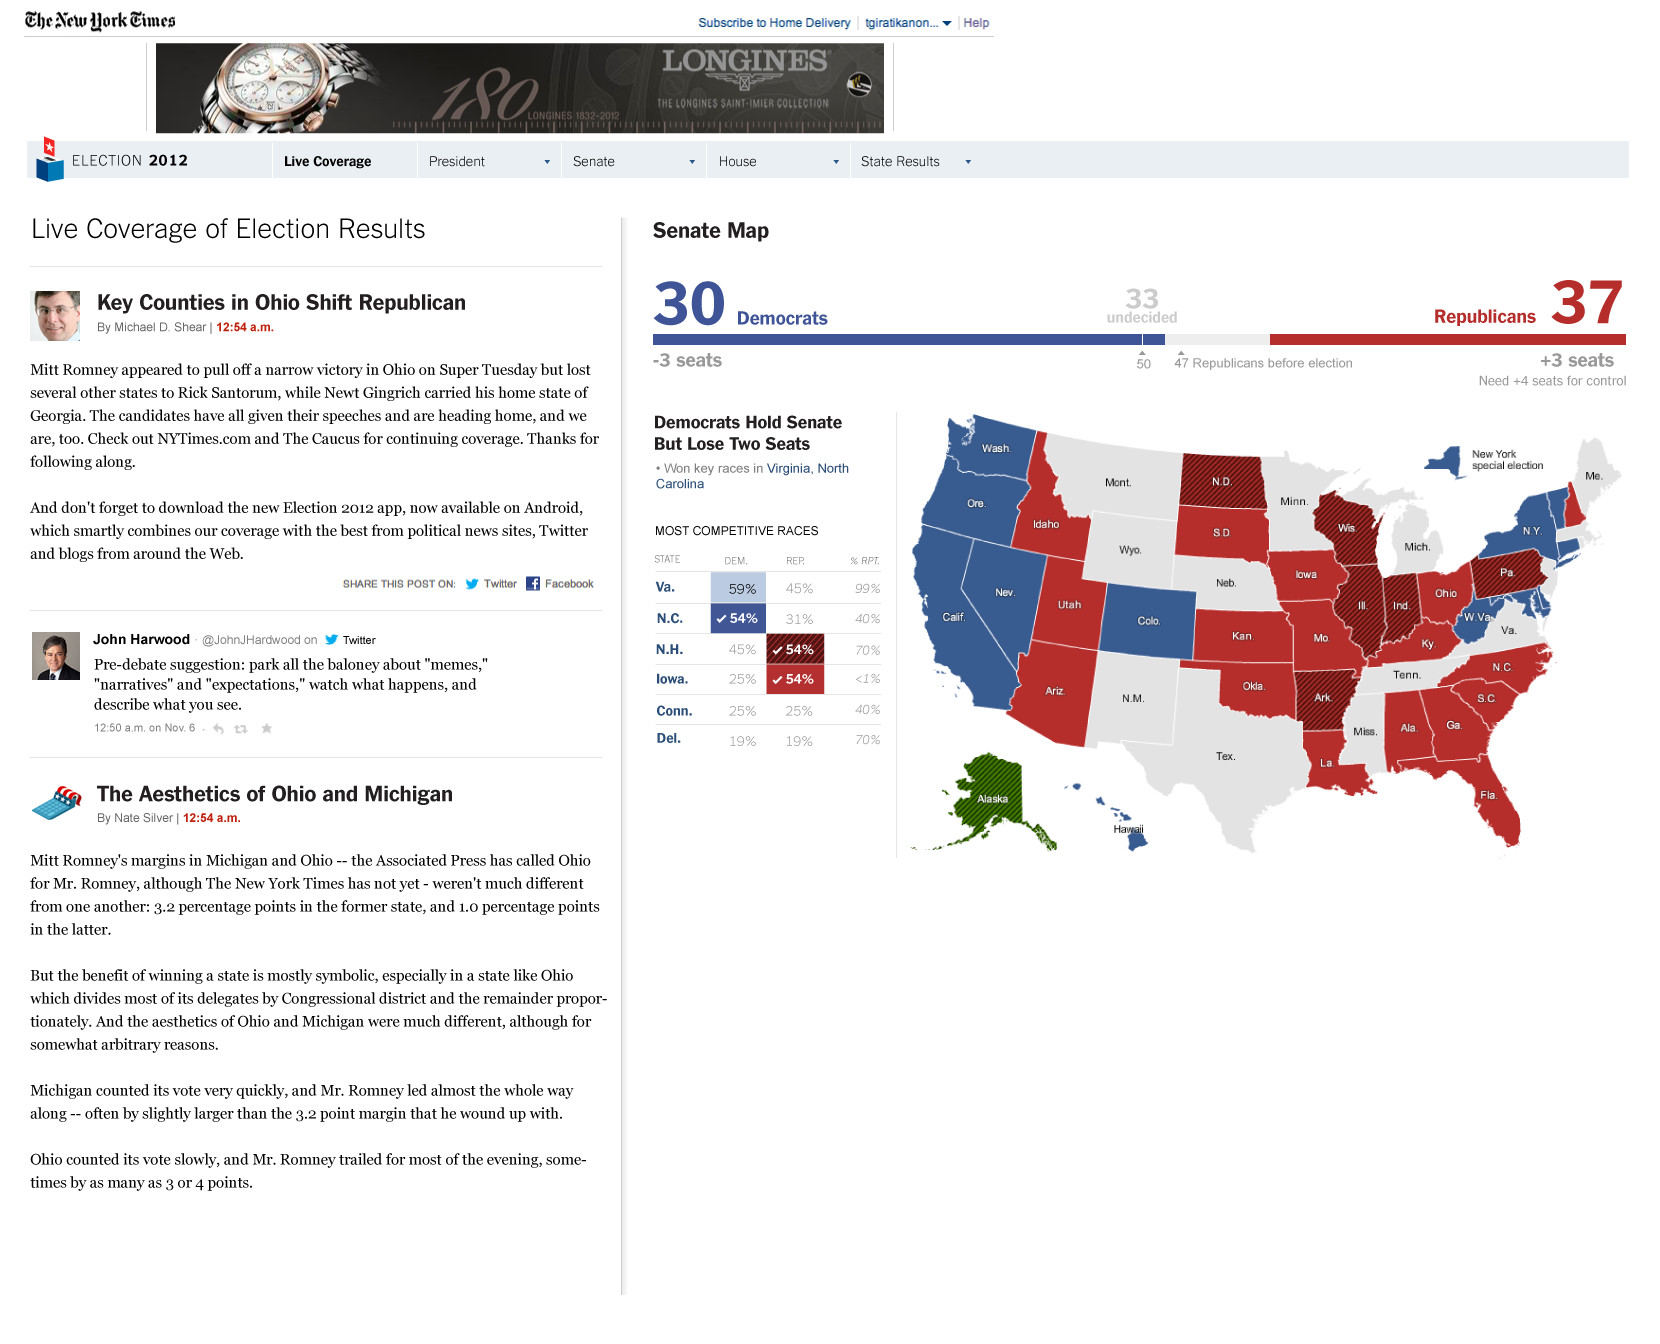 The New York Times
Subscribe to Home Delivery
tgiratikanon...
Help
LONGINES
180
LONGINES 1832-2012
THE LONGINES SAINT-IMIER COLLECTION
ELECTION 2012
Live Coverage
President
Senate
House
State Results
Live Coverage of Election Results
Key Counties in Ohio Shift Republican
By Michael D. Shear | 12:54 a.m.
Mitt Romney appeared to pull off a narrow victory in Ohio on Super Tuesday but lost
several other states to Rick Santorum, while Newt Gingrich carried his home state of
Georgia. The candidates have all given their speeches and are heading home, and we
are, too. Check out NYTimes.com and The Caucus for continuing coverage. Thanks for
following along.
And don't forget to download the new Election 2012 app, now available on Android,
which smartly combines our coverage with the best from political news sites, Twitter
and blogs from around the Web.
SHARE THIS POST ON: Twitter Facebook
John Harwood · @JohnJHardwood on Twitter
Pre-debate suggestion: park all the baloney about "memes,"
"narratives" and "expectations," watch what happens, and
describe what you see.
12:50 a.m. on Nov. 6 ·
The Aesthetics of Ohio and Michigan
By Nate Silver | 12:54 a.m.
Mitt Romney's margins in Michigan and Ohio -- the Associated Press has called Ohio
for Mr. Romney, although The New York Times has not yet - weren't much different
from one another: 3.2 percentage points in the former state, and 1.0 percentage points
in the latter.
But the benefit of winning a state is mostly symbolic, especially in a state like Ohio
which divides most of its delegates by Congressional district and the remainder propor-
tionately. And the aesthetics of Ohio and Michigan were much different, although for
somewhat arbitrary reasons.
Michigan counted its vote very quickly, and Mr. Romney led almost the whole way
along -- often by slightly larger than the 3.2 point margin that he wound up with.
Ohio counted its vote slowly, and Mr. Romney trailed for most of the evening, some-
times by as many as 3 or 4 points.
Senate Map
30 Democrats
33
undecided
Republicans 37
-3 seats
50
47 Republicans before election
+3 seats
Need +4 seats for control
Democrats Hold Senate
But Lose Two Seats
• Won key races in Virginia, North
Carolina
MOST COMPETITIVE RACES
STATE DEM. REP. % RPT.
Va. 59% 45% 99%
N.C. ✓ 54% 31% 40%
N.H. 45% ✓ 54% 70%
Iowa. 25% ✓ 54% <1%
Conn. 25% 25% 40%
Del. 19% 19% 70%
New York
special election
Wash.
Ore.
Idaho
Mont.
N.D.
Minn.
Wis.
Mich.
N.Y.
Me.
Wyo.
S.D.
Iowa
Neb.
Nev.
Utah
Colo.
Calif.
Kan.
Mo.
Ill.
Ind.
Ohio
Pa.
W.Va.
Va.
Ky.
N.C.
Tenn.
S.C.
Ariz.
N.M.
Okla.
Ark.
Miss.
Ala.
Ga.
Tex.
La.
Fla.
Alaska
Hawaii